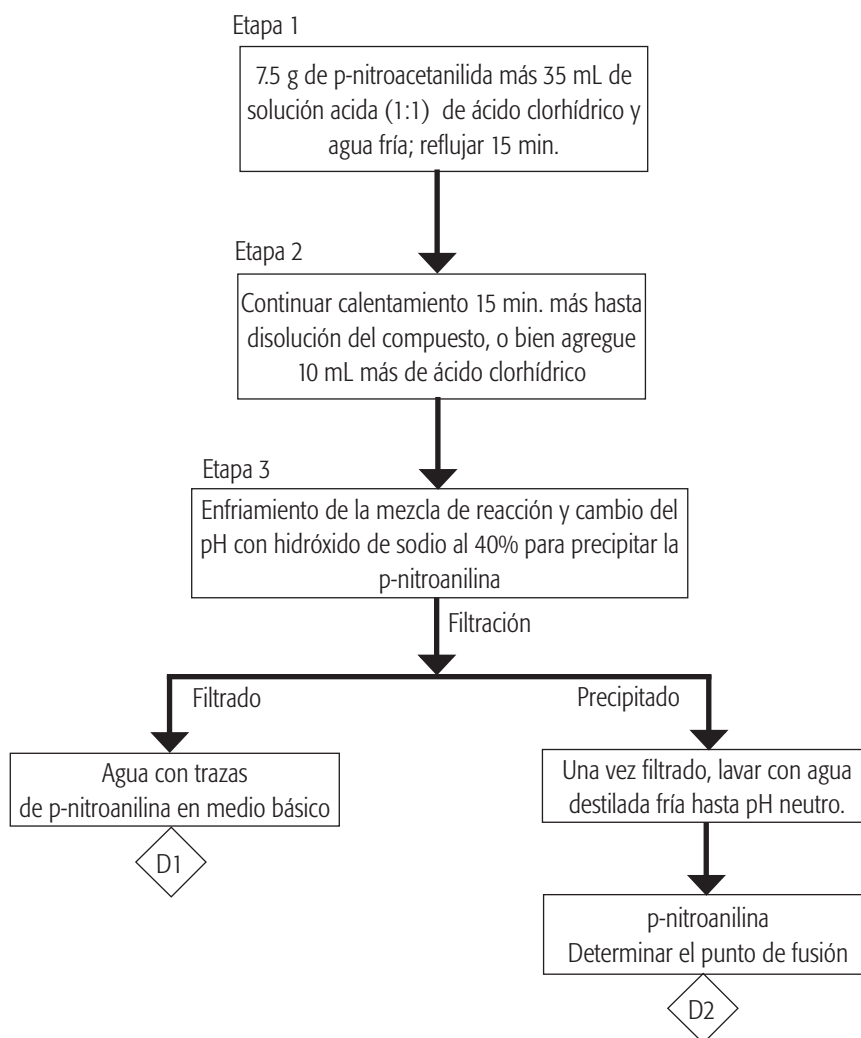 Etapa 1
7.5 g de p-nitroacetanilida más 35 mL de
solución acida (1:1) de ácido clorhídrico y
agua fría; reflujar 15 min.
Etapa 2
Continuar calentamiento 15 min. más hasta
disolución del compuesto, o bien agregue
10 mL más de ácido clorhídrico
Etapa 3
Enfriamiento de la mezcla de reacción y cambio del
pH con hidróxido de sodio al 40% para precipitar la
p-nitroanilina
Filtración
Filtrado
Precipitado
Agua con trazas
de p-nitroanilina en medio básico
D1
Una vez filtrado, lavar con agua
destilada fría hasta pH neutro.
p-nitroanilina
Determinar el punto de fusión
D2